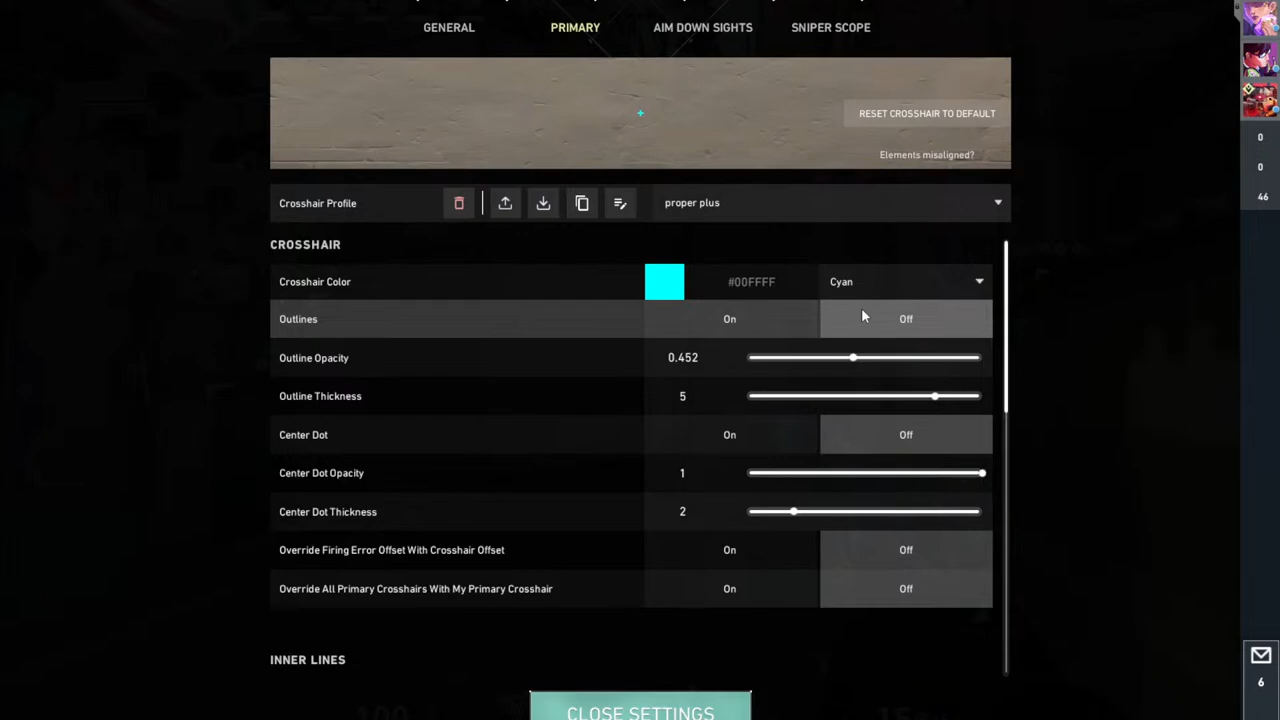 GENERAL PRIMARY AIM DOWN SIGHTS SNIPER SCOPE
RESET CROSSHAIR TO DEFAULT
Elements misaligned?
Crosshair Profile proper plus
CROSSHAIR
Crosshair Color #00FFFF Cyan
Outlines On Off
Outline Opacity 0.452
Outline Thickness 5
Center Dot On Off
Center Dot Opacity 1
Center Dot Thickness 2
Override Firing Error Offset With Crosshair Offset On Off
Override All Primary Crosshairs With My Primary Crosshair On Off
INNER LINES
CLOSE SETTINGS
0
0
46
6